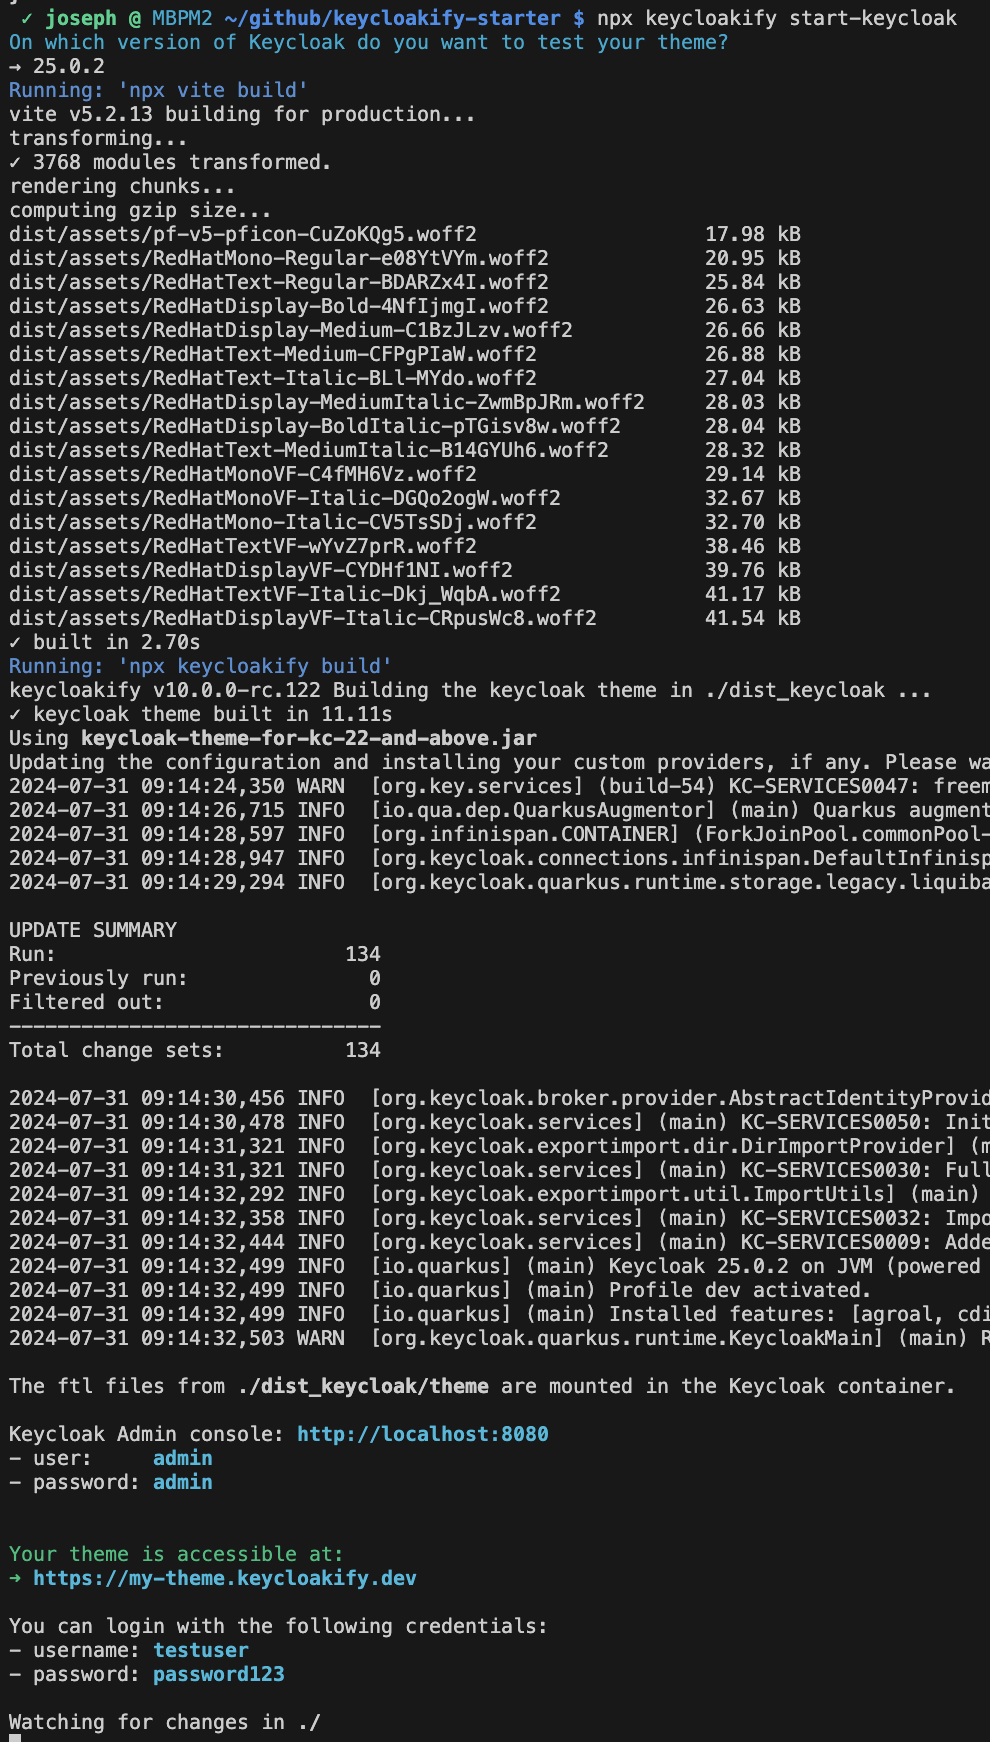 ✓ joseph @ MBPM2 ~/github/keycloakify-starter $ npx keycloakify start-keycloak
On which version of Keycloak do you want to test your theme?
→ 25.0.2
Running: 'npx vite build'
vite v5.2.13 building for production...
transforming...
✓ 3768 modules transformed.
rendering chunks...
computing gzip size...
dist/assets/pf-v5-pficon-CuZoKQg5.woff2 17.98 kB
dist/assets/RedHatMono-Regular-e08YtVYm.woff2 20.95 kB
dist/assets/RedHatText-Regular-BDARZx4I.woff2 25.84 kB
dist/assets/RedHatDisplay-Bold-4NfIjmgI.woff2 26.63 kB
dist/assets/RedHatDisplay-Medium-C1BzJLzv.woff2 26.66 kB
dist/assets/RedHatText-Medium-CFPgPIaW.woff2 26.88 kB
dist/assets/RedHatText-Italic-BLl-MYdo.woff2 27.04 kB
dist/assets/RedHatDisplay-MediumItalic-ZwmBpJRm.woff2 28.03 kB
dist/assets/RedHatDisplay-BoldItalic-pTGisv8w.woff2 28.04 kB
dist/assets/RedHatText-MediumItalic-B14GYUh6.woff2 28.32 kB
dist/assets/RedHatMonoVF-C4fMH6Vz.woff2 29.14 kB
dist/assets/RedHatMonoVF-Italic-DGQo2ogW.woff2 32.67 kB
dist/assets/RedHatMono-Italic-CV5TsSDj.woff2 32.70 kB
dist/assets/RedHatTextVF-wYvZ7prR.woff2 38.46 kB
dist/assets/RedHatDisplayVF-CYDHf1NI.woff2 39.76 kB
dist/assets/RedHatTextVF-Italic-Dkj_WqbA.woff2 41.17 kB
dist/assets/RedHatDisplayVF-Italic-CRpusWc8.woff2 41.54 kB
✓ built in 2.70s
Running: 'npx keycloakify build'
keycloakify v10.0.0-rc.122 Building the keycloak theme in ./dist_keycloak ...
✓ keycloak theme built in 11.11s
Using keycloak-theme-for-kc-22-and-above.jar
Updating the configuration and installing your custom providers, if any. Please wa
2024-07-31 09:14:24,350 WARN [org.key.services] (build-54) KC-SERVICES0047: freem
2024-07-31 09:14:26,715 INFO [io.qua.dep.QuarkusAugmentor] (main) Quarkus augment
2024-07-31 09:14:28,597 INFO [org.infinispan.CONTAINER] (ForkJoinPool.commonPool-
2024-07-31 09:14:28,947 INFO [org.keycloak.connections.infinispan.DefaultInfinisp
2024-07-31 09:14:29,294 INFO [org.keycloak.quarkus.runtime.storage.legacy.liquiba
UPDATE SUMMARY
Run: 134
Previously run: 0
Filtered out: 0
-------------------------------
Total change sets: 134
2024-07-31 09:14:30,456 INFO [org.keycloak.broker.provider.AbstractIdentityProvid
2024-07-31 09:14:30,478 INFO [org.keycloak.services] (main) KC-SERVICES0050: Init
2024-07-31 09:14:31,321 INFO [org.keycloak.exportimport.dir.DirImportProvider] (m
2024-07-31 09:14:31,321 INFO [org.keycloak.services] (main) KC-SERVICES0030: Full
2024-07-31 09:14:32,292 INFO [org.keycloak.exportimport.util.ImportUtils] (main)
2024-07-31 09:14:32,358 INFO [org.keycloak.services] (main) KC-SERVICES0032: Impo
2024-07-31 09:14:32,444 INFO [org.keycloak.services] (main) KC-SERVICES0009: Adde
2024-07-31 09:14:32,499 INFO [io.quarkus] (main) Keycloak 25.0.2 on JVM (powered
2024-07-31 09:14:32,499 INFO [io.quarkus] (main) Profile dev activated.
2024-07-31 09:14:32,499 INFO [io.quarkus] (main) Installed features: [agroal, cdi
2024-07-31 09:14:32,503 WARN [org.keycloak.quarkus.runtime.KeycloakMain] (main) R
The ftl files from ./dist_keycloak/theme are mounted in the Keycloak container.
Keycloak Admin console: http://localhost:8080
- user: admin
- password: admin
Your theme is accessible at:
➜ https://my-theme.keycloakify.dev
You can login with the following credentials:
- username: testuser
- password: password123
Watching for changes in ./